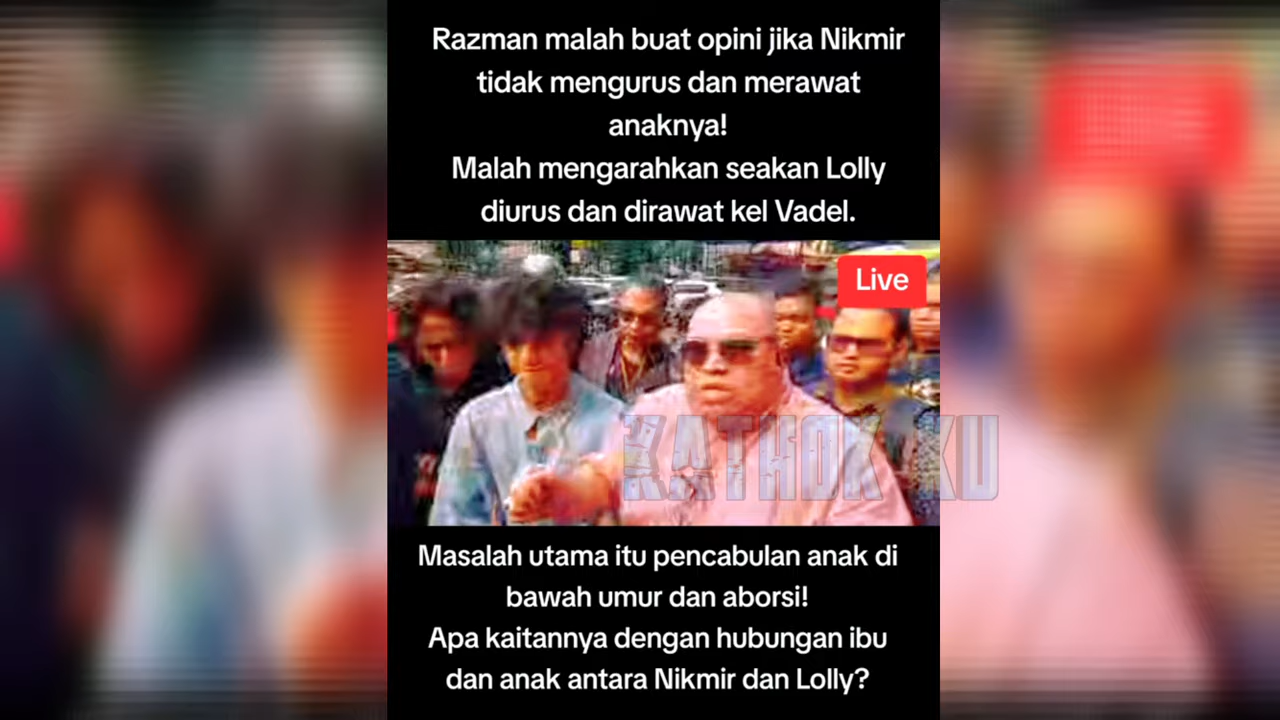 Razman malah buat opini jika Nikmir
tidak mengurus dan merawat
anaknya!
Malah mengarahkan seakan Lolly
diurus dan dirawat kel Vadel.
Live
KATHOK KU
Masalah utama itu pencabulan anak di
bawah umur dan aborsi!
Apa kaitannya dengan hubungan ibu
dan anak antara Nikmir dan Lolly?